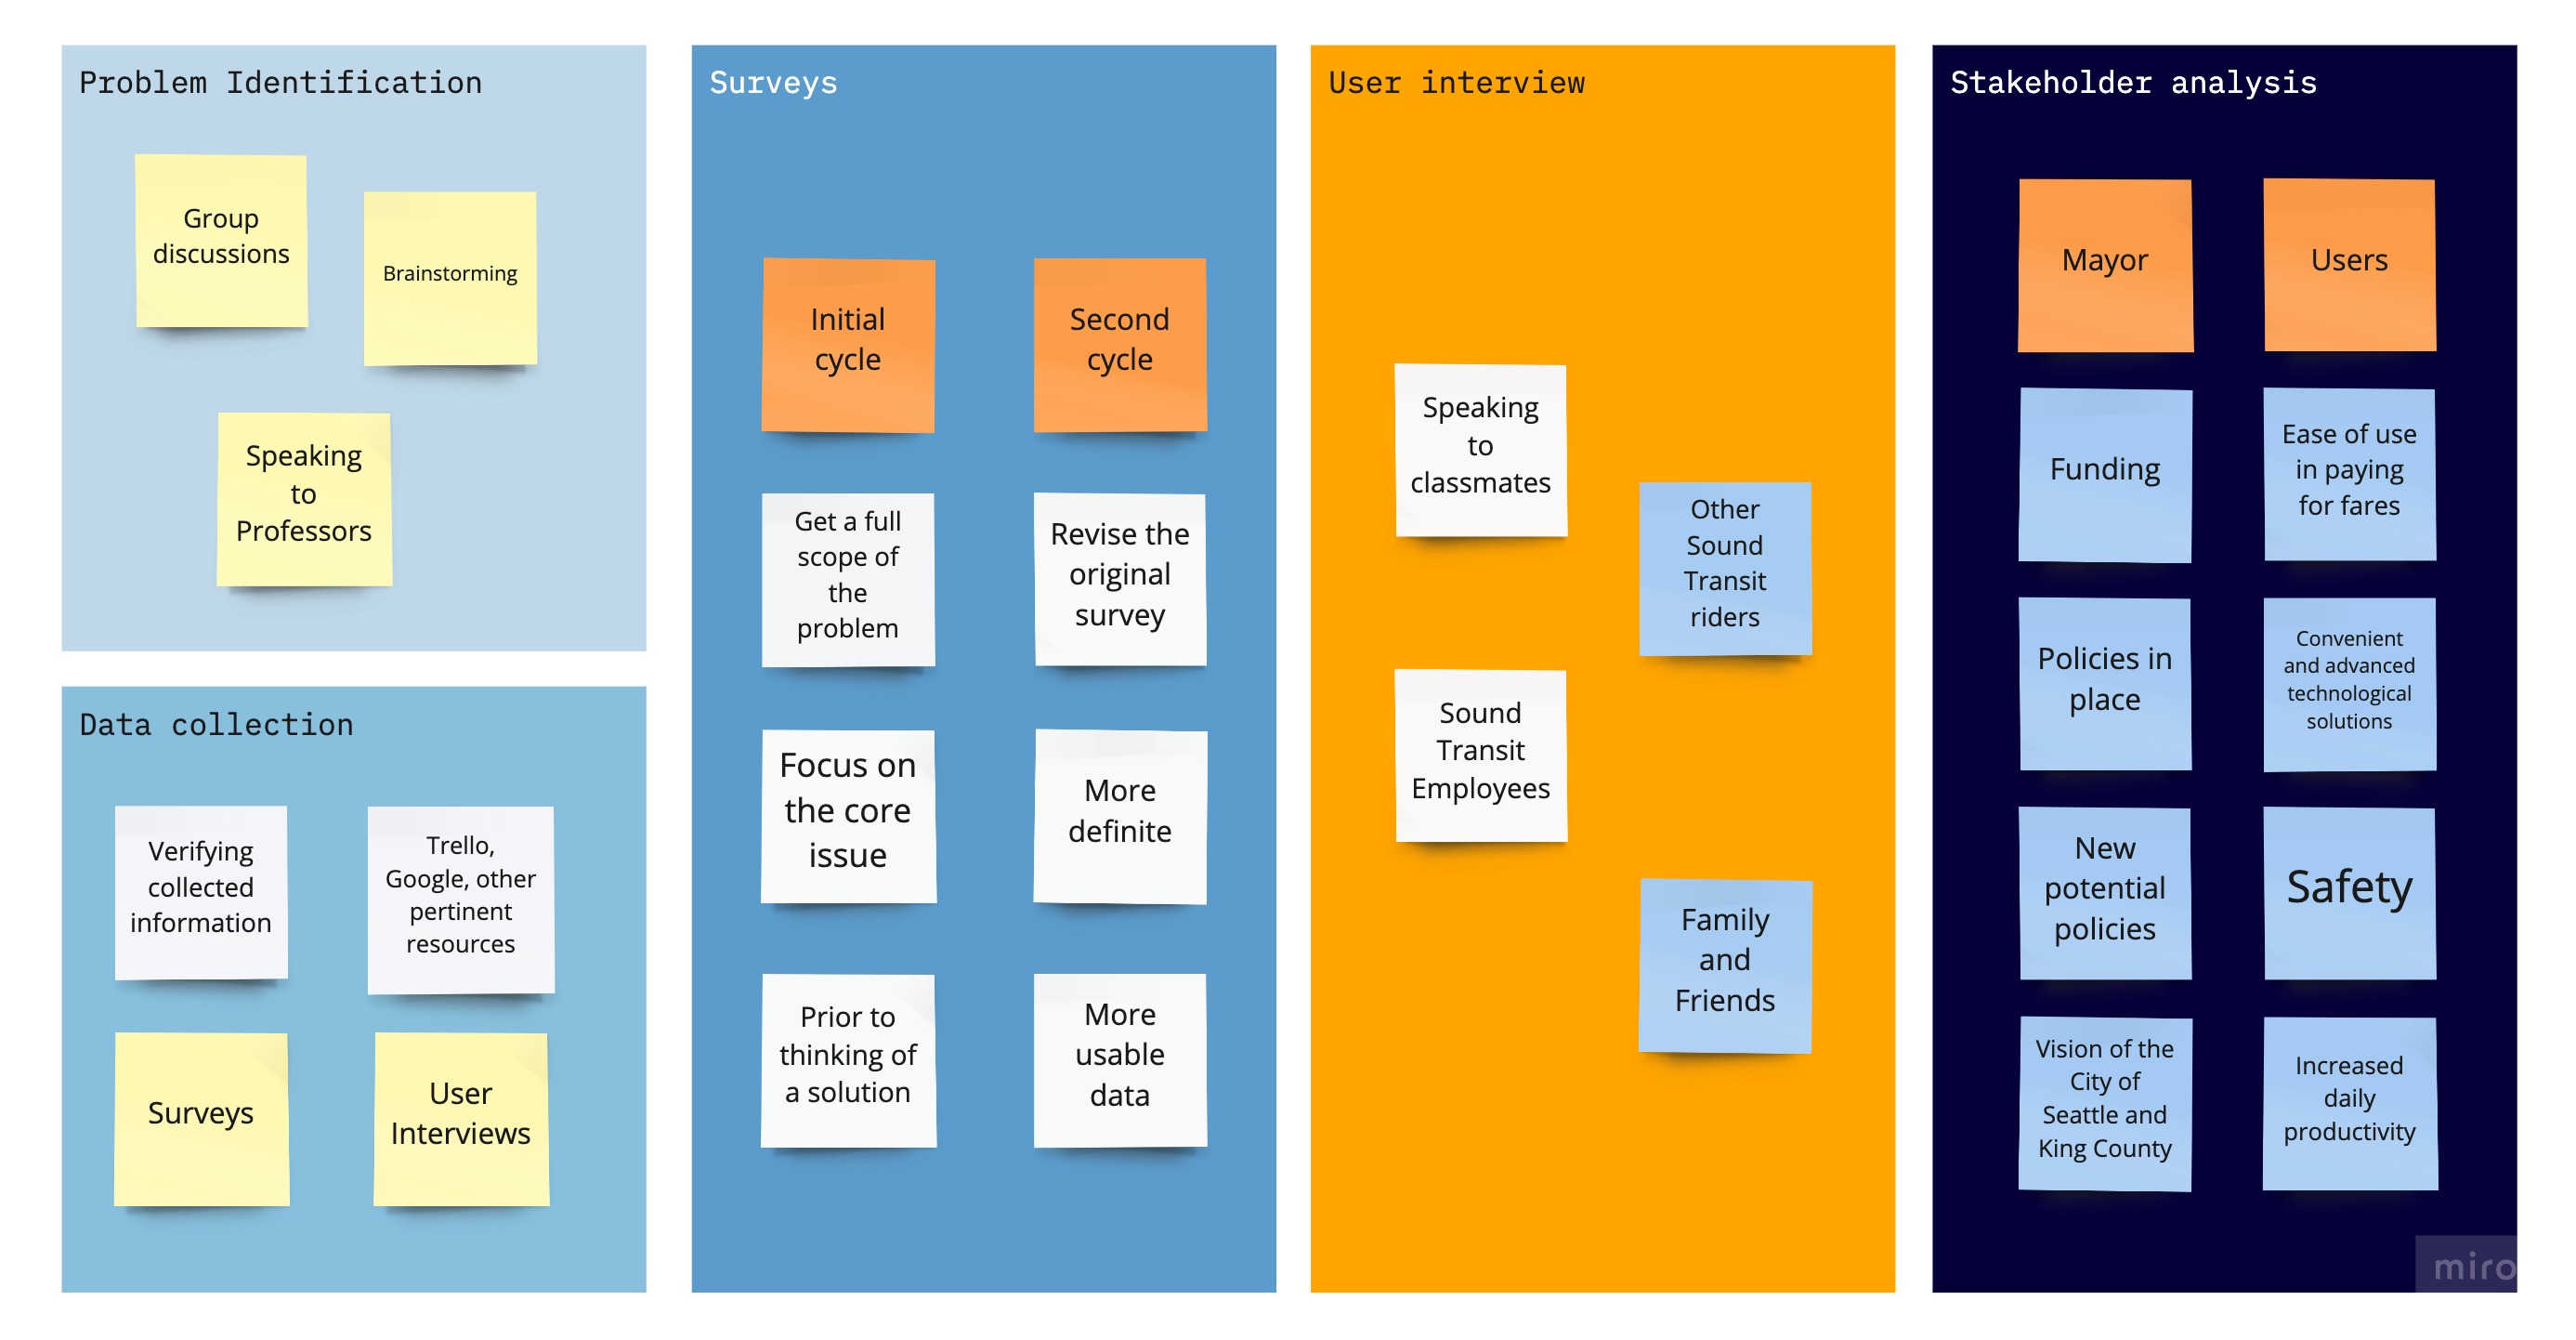 Problem Identification
Group
discussions
Brainstorming
Speaking
to
Professors
Data collection
Verifying
collected
information
Trello,
Google, other
pertinent
resources
Surveys
User
Interviews
Surveys
Initial
cycle
Second
cycle
Get a full
scope of
the
problem
Revise the
original
survey
Focus on
the core
issue
More
definite
Prior to
thinking of
a solution
More
usable
data
User interview
Speaking
to
classmates
Other
Sound
Transit
riders
Sound
Transit
Employees
Family
and
Friends
Stakeholder analysis
Mayor
Users
Funding
Ease of use
in paying
for fares
Policies in
place
Convenient
and advanced
technological
solutions
New
potential
policies
Safety
Vision of the
City of
Seattle and
King County
Increased
daily
productivity
miro